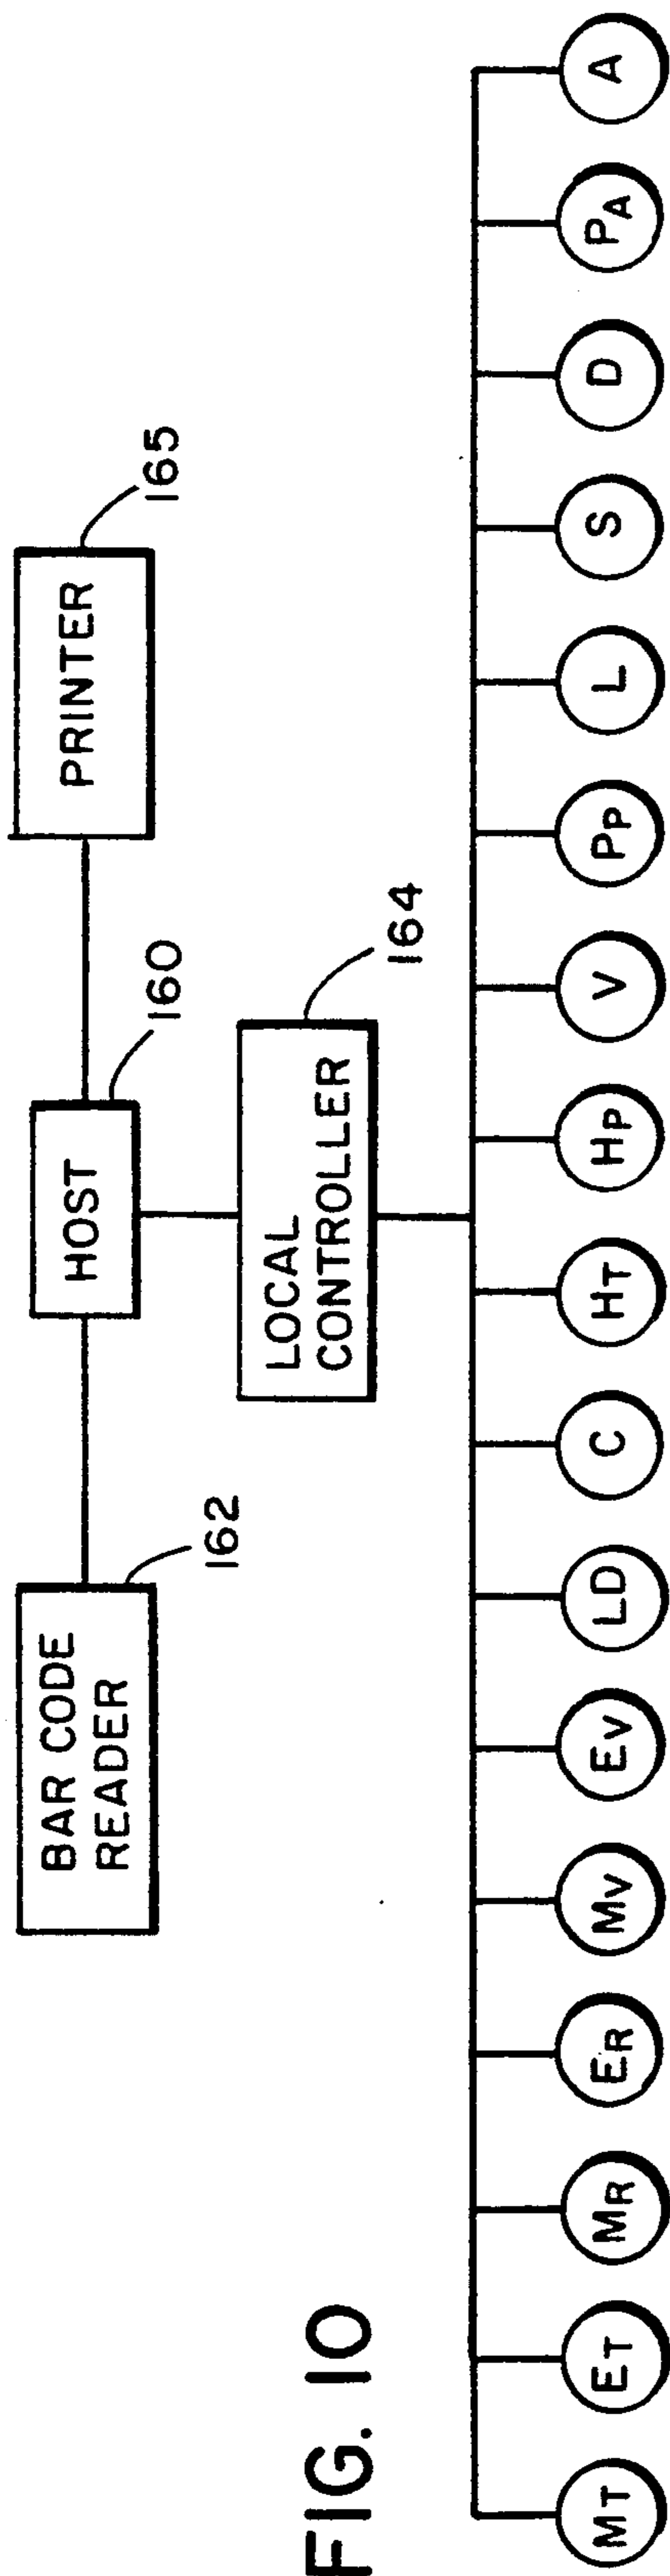 BAR CODE
READER
162
HOST
160
PRINTER
165
LOCAL
CONTROLLER
164
FIG. 10
MT
ET
MR
ER
MV
EV
LD
C
HT
HP
V
PP
L
S
D
PA
A